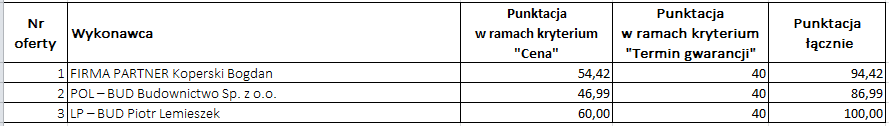 Nr oferty | Wykonawca | Punktacja w ramach kryterium "Cena" | Punktacja w ramach kryterium "Termin gwarancji" | Punktacja łącznie
1 | FIRMA PARTNER Koperski Bogdan | 54,42 | 40 | 94,42
2 | POL – BUD Budownictwo Sp. z o.o. | 46,99 | 40 | 86,99
3 | LP – BUD Piotr Lemieszek | 60,00 | 40 | 100,00